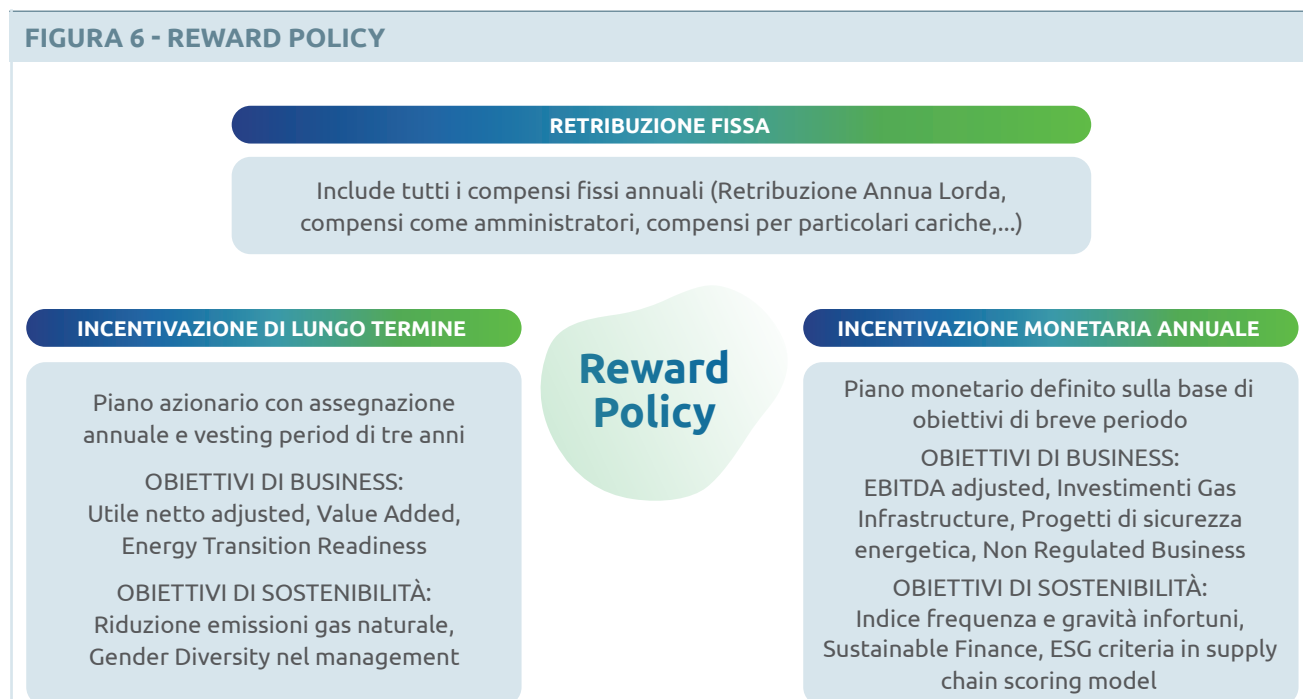 FIGURA 6 - REWARD POLICY
RETRIBUZIONE FISSA
Include tutti i compensi fissi annuali (Retribuzione Annua Lorda,
compensi come amministratori, compensi per particolari cariche,...)
INCENTIVAZIONE DI LUNGO TERMINE
Piano azionario con assegnazione
annuale e vesting period di tre anni
OBIETTIVI DI BUSINESS:
Utile netto adjusted, Value Added,
Energy Transition Readiness
OBIETTIVI DI SOSTENIBILITÀ:
Riduzione emissioni gas naturale,
Gender Diversity nel management
Reward
Policy
INCENTIVAZIONE MONETARIA ANNUALE
Piano monetario definito sulla base di
obiettivi di breve periodo
OBIETTIVI DI BUSINESS:
EBITDA adjusted, Investimenti Gas
Infrastructure, Progetti di sicurezza
energetica, Non Regulated Business
OBIETTIVI DI SOSTENIBILITÀ:
Indice frequenza e gravità infortuni,
Sustainable Finance, ESG criteria in supply
chain scoring model